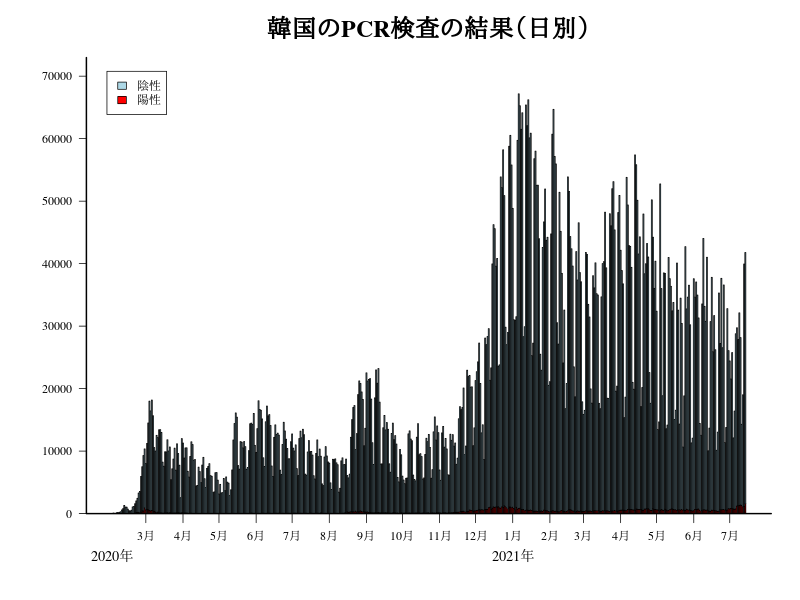 韓国のPCR検査の結果（日別）
陰性
陽性
70000
60000
50000
40000
30000
20000
10000
0
3月 4月 5月 6月 7月 8月 9月 10月 11月 12月 1月 2月 3月 4月 5月 6月 7月
2020年 2021年